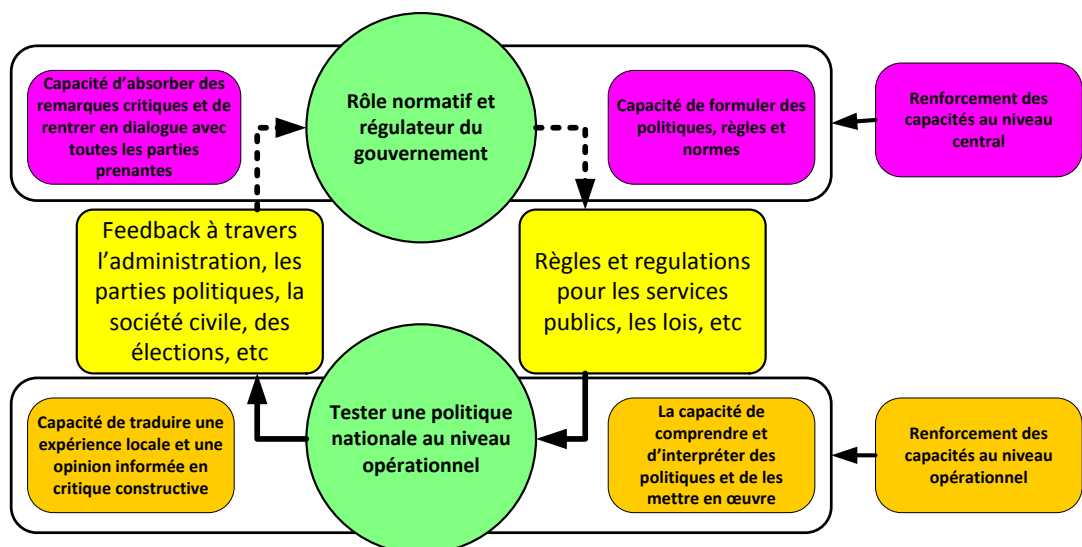 Capacité d’absorber des
remarques critiques et de
rentrer en dialogue avec
toutes les parties
prenantes
Rôle normatif et
régulateur du
gouvernement
Capacité de formuler des
politiques, règles et
normes
Renforcement des
capacités au niveau
central
Feedback à travers
l’administration, les
parties politiques, la
société civile, des
élections, etc
Règles et regulations
pour les services
publics, les lois, etc
Capacité de traduire une
expérience locale et une
opinion informée en
critique constructive
Tester une politique
nationale au niveau
opérationnel
La capacité de
comprendre et
d’interpréter des
politiques et de les
mettre en œuvre
Renforcement des
capacités au niveau
opérationnel